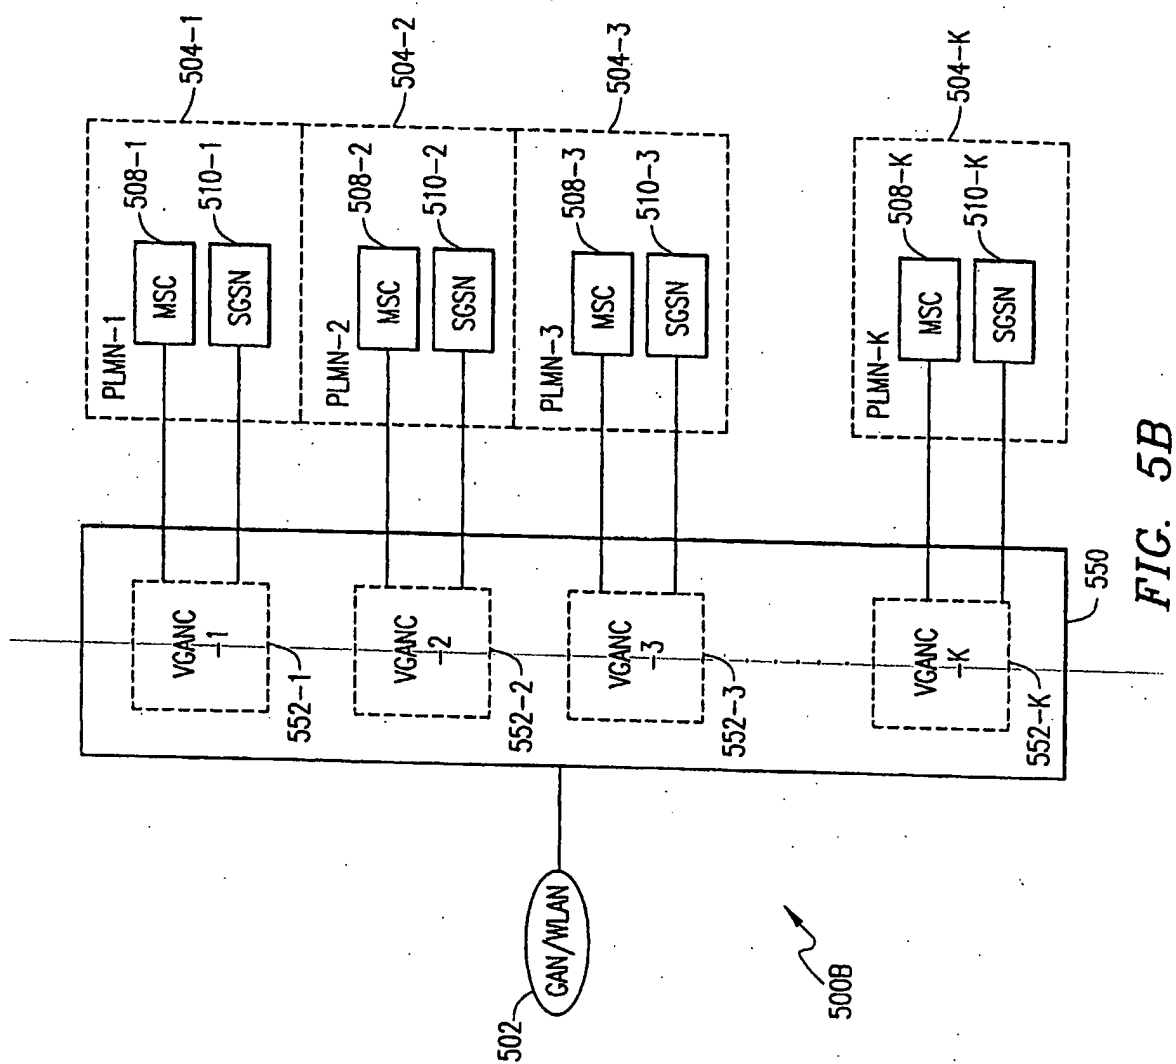 504-1
504-2
504-3
504-K
508-1
510-1
508-2
510-2
508-3
510-3
508-K
510-K
PLMN-1
MSC
SGSN
PLMN-2
MSC
SGSN
PLMN-3
MSC
SGSN
PLMN-K
MSC
SGSN
VGANC
-1
VGANC
-2
VGANC
-3
VGANC
-K
552-1
552-2
552-3
552-K
550
GAN/WLAN
502
500B
FIG. 5B